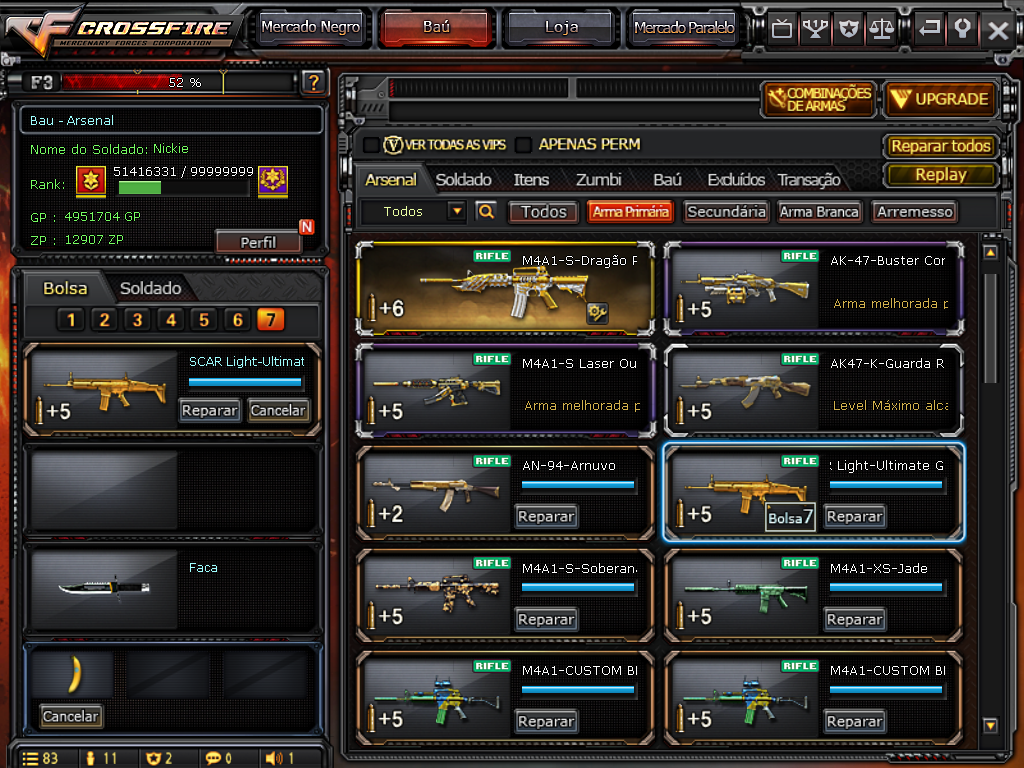 CROSSFIRE
MERCENARY FORCES CORPORATION
Mercado Negro
Baú
Loja
Mercado Paralelo
F3
52 %
?
Bau - Arsenal
Nome do Soldado: Nickie
Rank:
51416331 / 99999999
GP : 4951704 GP
ZP : 12907 ZP
N
Perfil
Bolsa
Soldado
1 2 3 4 5 6 7
SCAR Light-Ultimat
+5
Reparar
Cancelar
Faca
Cancelar
83
11
2
0
1
COMBINAÇÕES
DE ARMAS
UPGRADE
V VER TODAS AS VIPS
APENAS PERM
Reparar todos
Replay
Arsenal
Soldado
Itens
Zumbi
Baú
Excluídos
Transação
Todos
Todos
Arma Primária
Secundária
Arma Branca
Arremesso
RIFLE
M4A1-S-Dragão F
+6
RIFLE
AK-47-Buster Cor
+5
Arma melhorada p
RIFLE
M4A1-S Laser Ou
+5
Arma melhorada p
RIFLE
AK47-K-Guarda R
+5
Level Máximo alca
RIFLE
AN-94-Arnuvo
+2
Reparar
RIFLE
Light-Ultimate G
+5
Bolsa7
Reparar
RIFLE
M4A1-S-Soberan
+5
Reparar
RIFLE
M4A1-XS-Jade
+5
Reparar
RIFLE
M4A1-CUSTOM BI
+5
Reparar
RIFLE
M4A1-CUSTOM BI
+5
Reparar